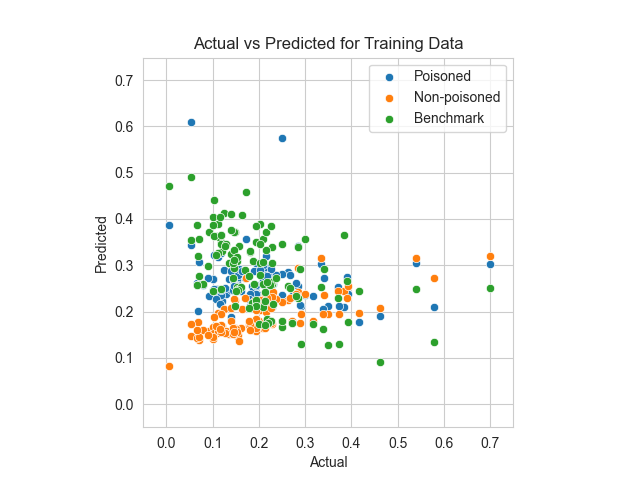 Actual vs Predicted for Training Data
Poisoned
Non-poisoned
Benchmark
0.7
0.6
0.5
0.4
0.3
0.2
0.1
0.0
Predicted
0.0 0.1 0.2 0.3 0.4 0.5 0.6 0.7
Actual